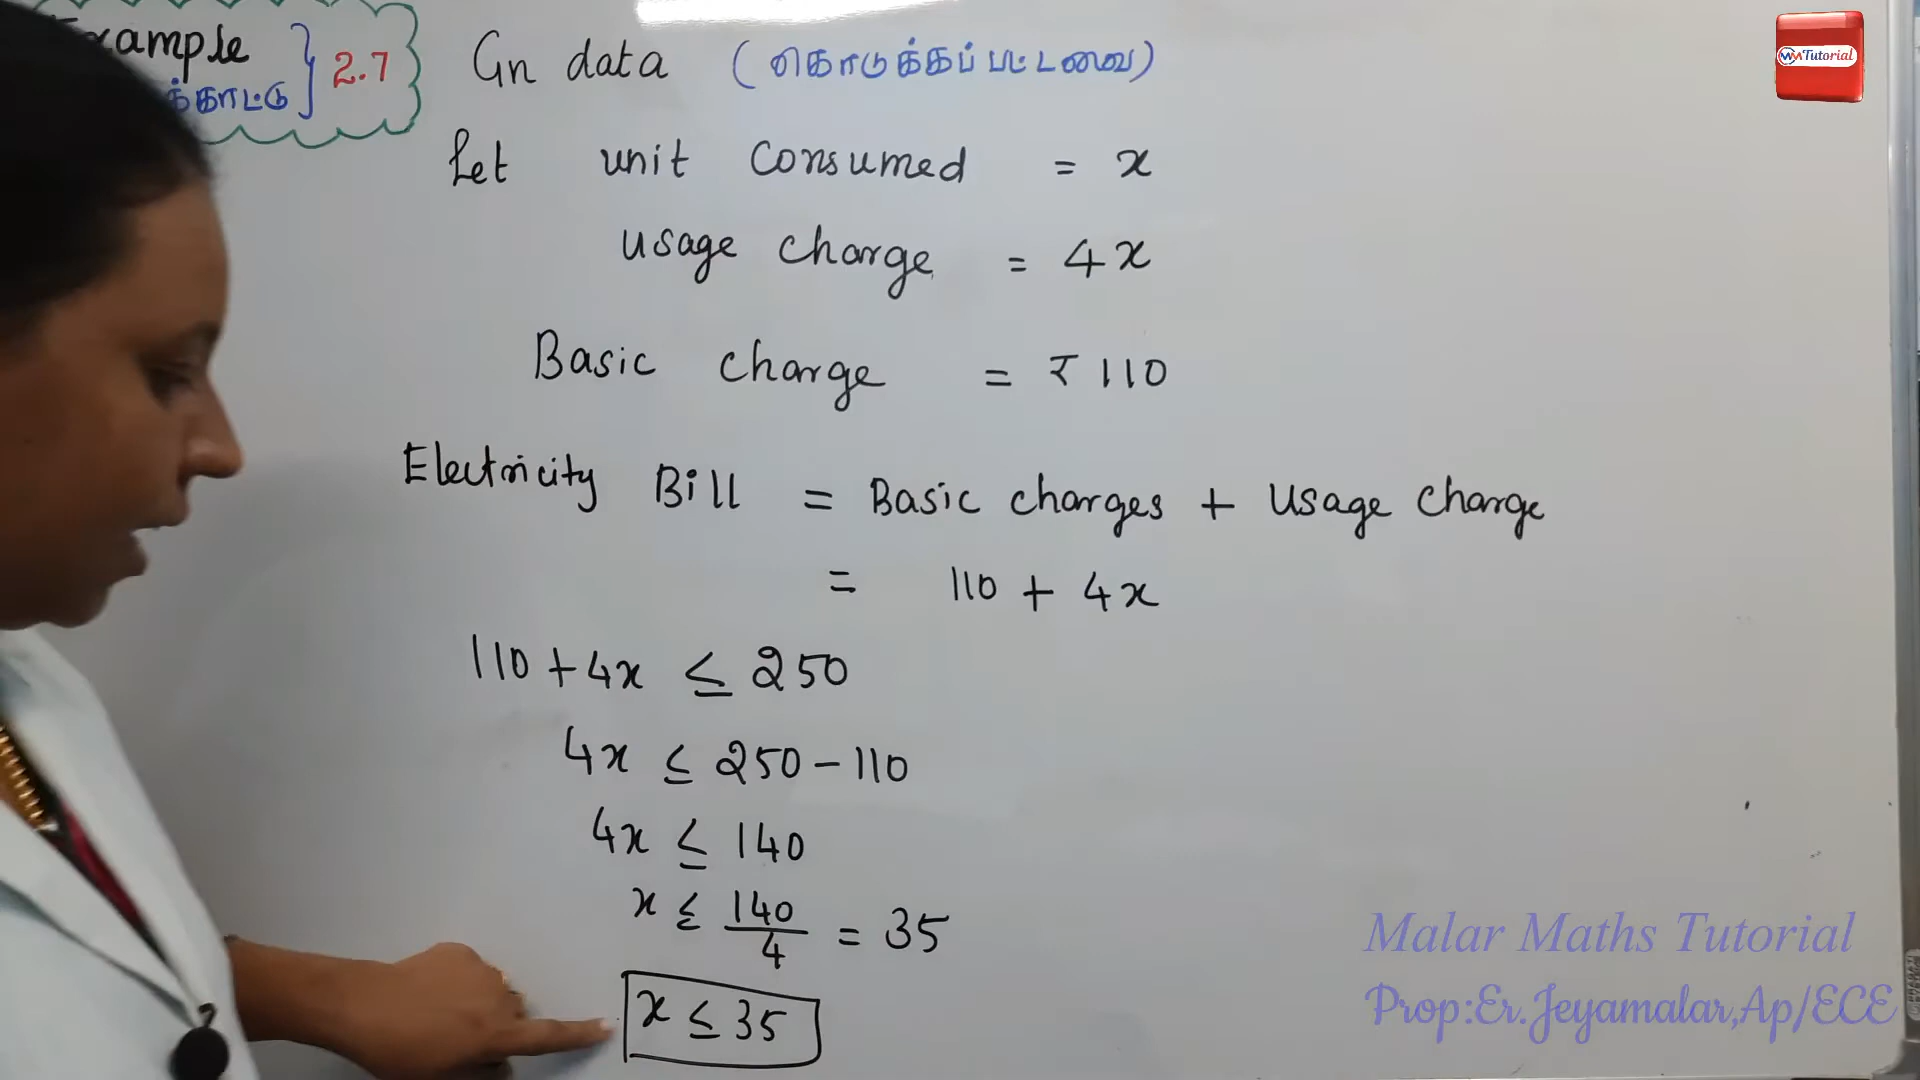 Example
2.7
Gn data (கொடுக்கப்பட்டவை)
Let unit consumed = x
usage charge = 4x
Basic charge = ₹ 110
Electricity Bill = Basic charges + Usage charge
= 110 + 4x
110 + 4x ≤ 250
4x ≤ 250 - 110
4x ≤ 140
x ≤ 140/4 = 35
x ≤ 35
Tutorial
Malar Maths Tutorial
Prop:Er.Jeyamalar,Ap/ECE